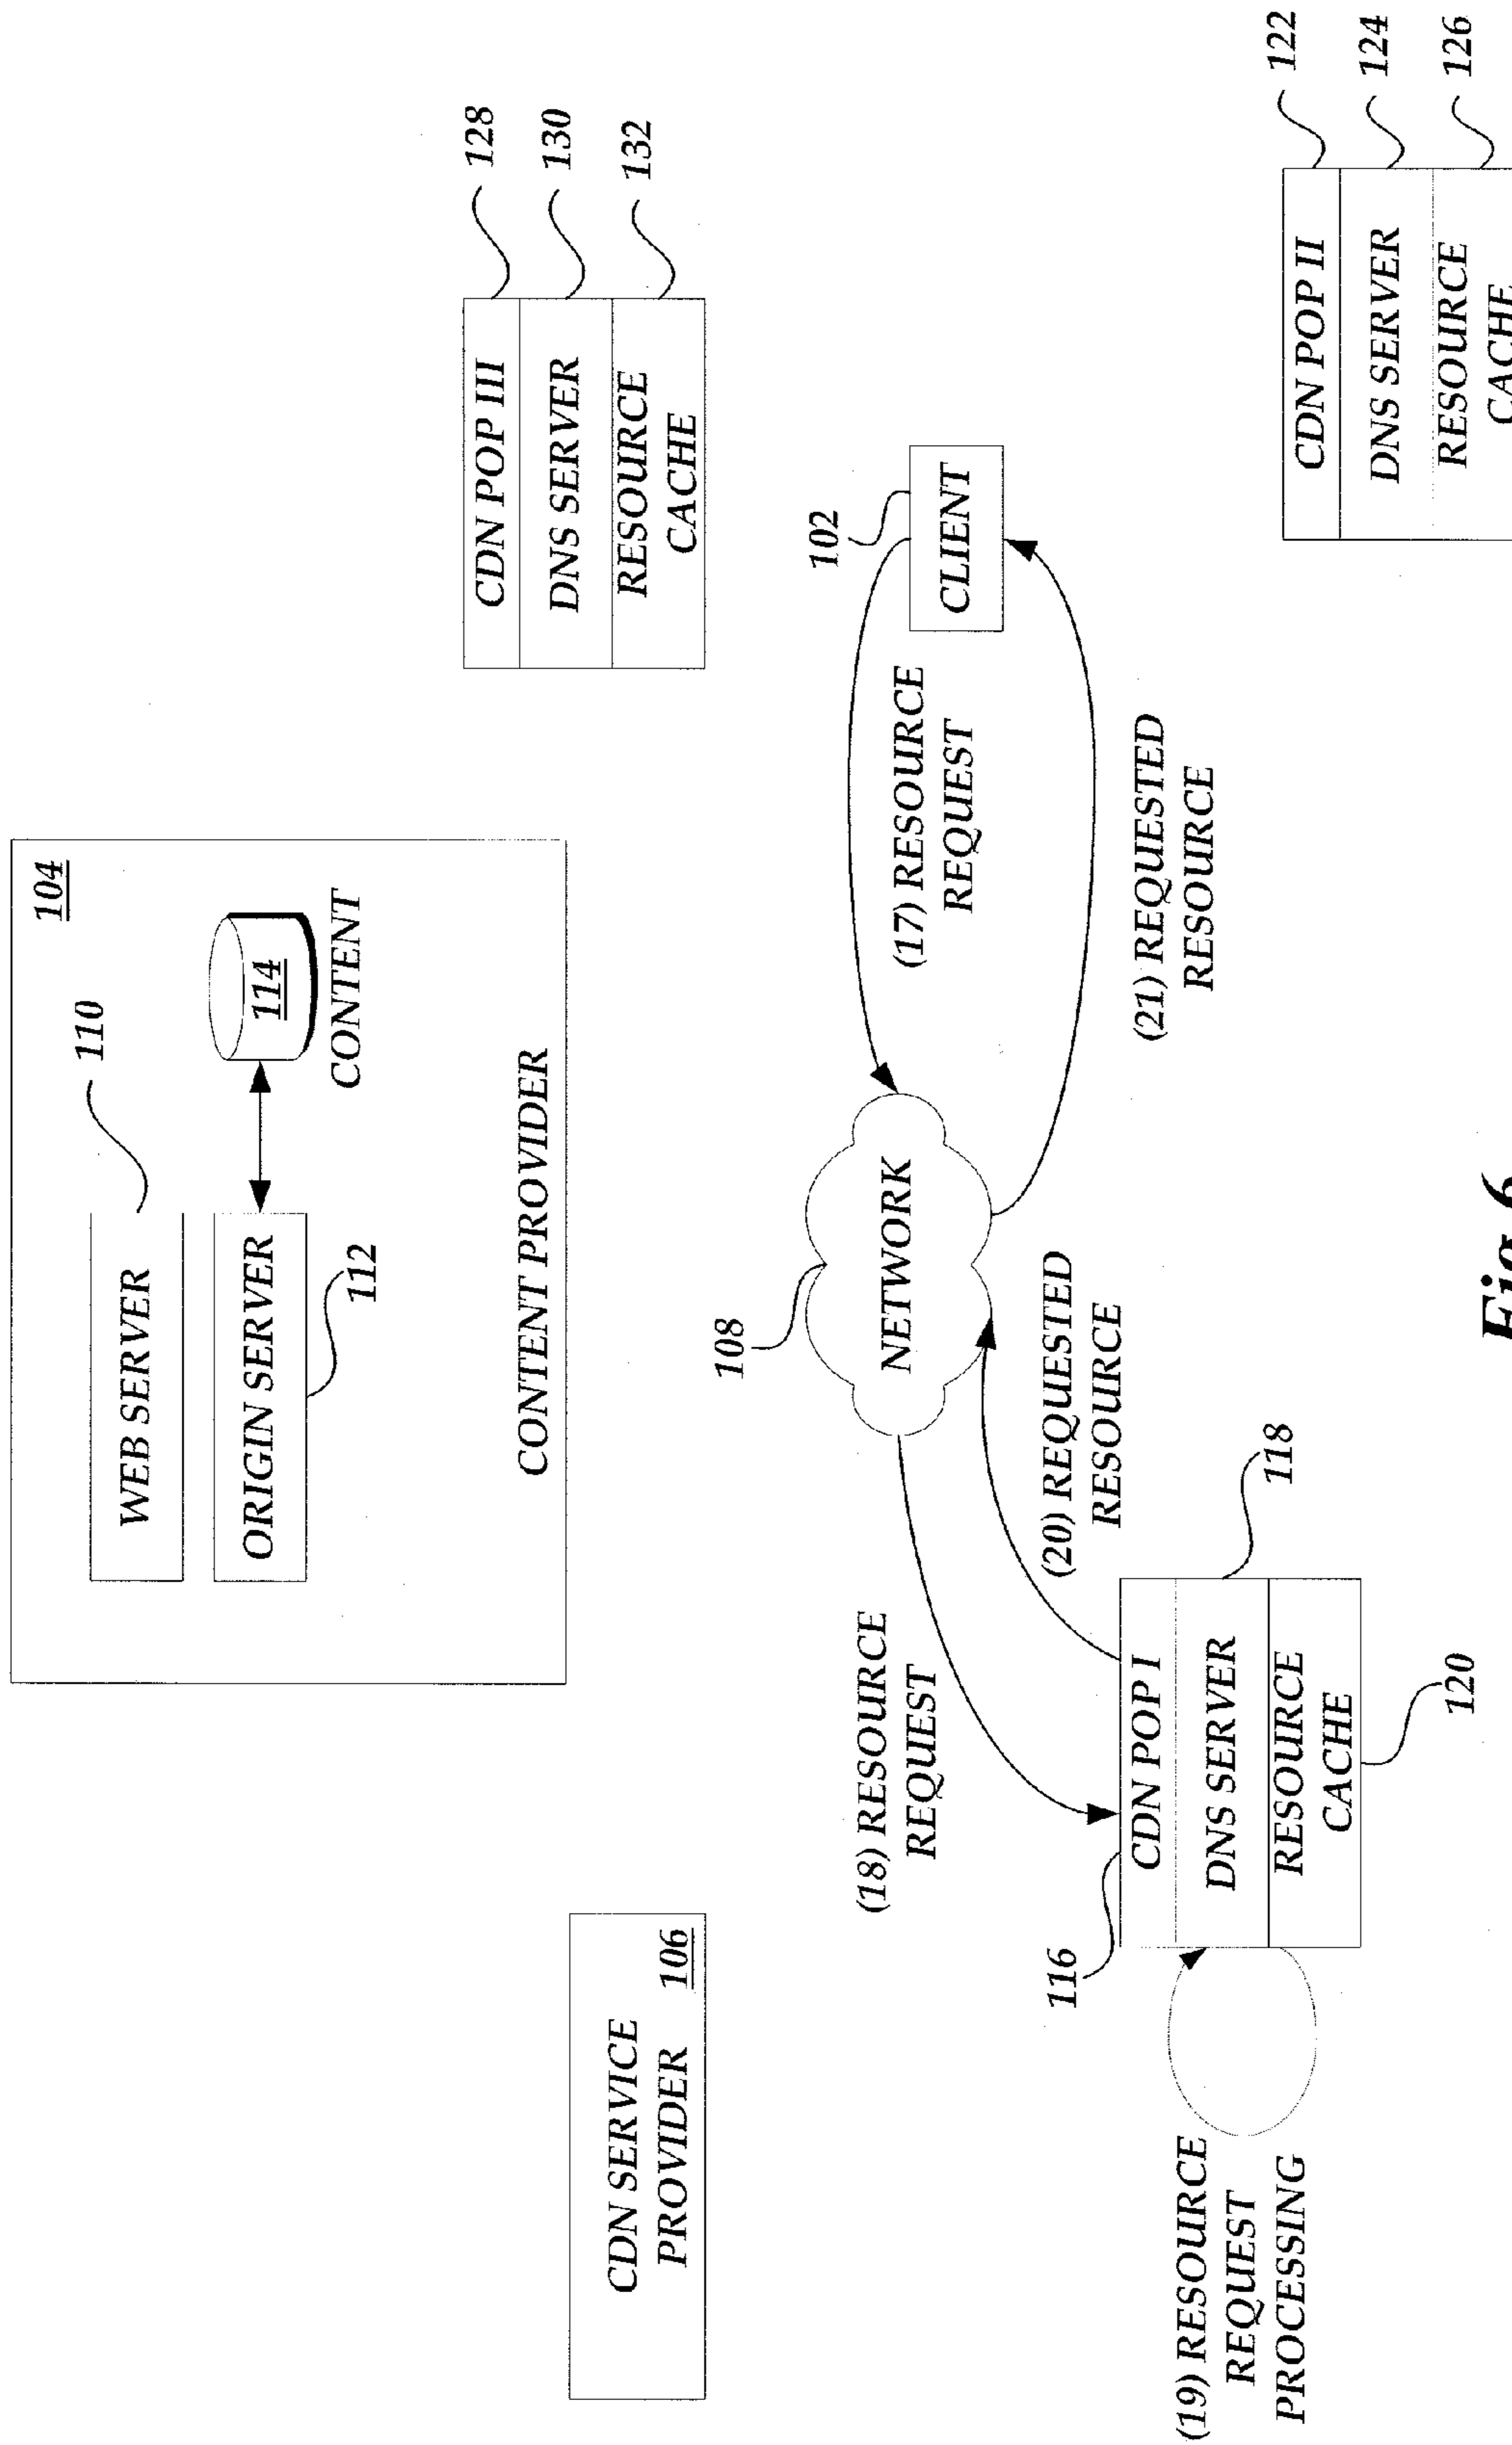 104
WEB SERVER
110
ORIGIN SERVER
112
114
CONTENT
CONTENT PROVIDER
CDN SERVICE
PROVIDER
106
CDN POP III
128
DNS SERVER
130
RESOURCE
CACHE
132
108
NETWORK
102
CLIENT
(17) RESOURCE
REQUEST
(18) RESOURCE
REQUEST
(20) REQUESTED
RESOURCE
(21) REQUESTED
RESOURCE
116
CDN POP I
DNS SERVER
118
RESOURCE
CACHE
120
(19) RESOURCE
REQUEST
PROCESSING
CDN POP II
122
DNS SERVER
124
RESOURCE
CACHE
126
Fig.6